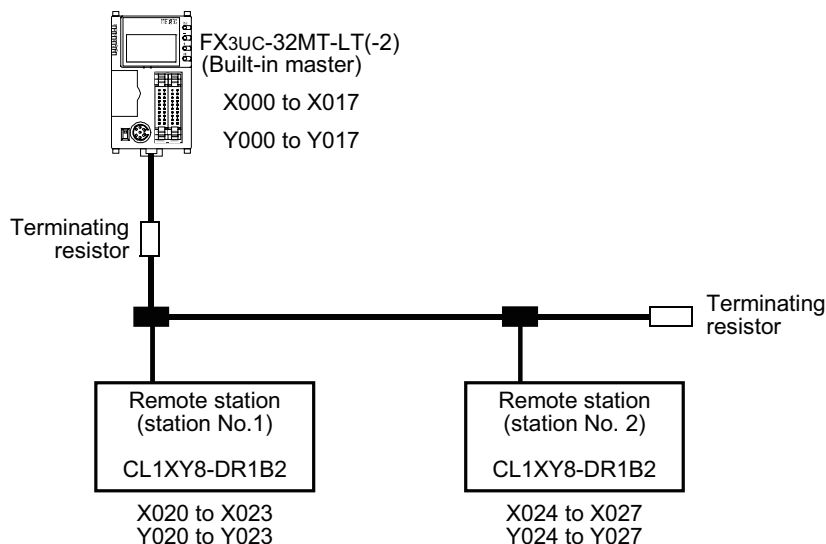 FX3UC-32MT-LT(-2)
(Built-in master)
X000 to X017
Y000 to Y017
Terminating
resistor
Terminating
resistor
Remote station
(station No.1)
CL1XY8-DR1B2
X020 to X023
Y020 to Y023
Remote station
(station No. 2)
CL1XY8-DR1B2
X024 to X027
Y024 to Y027